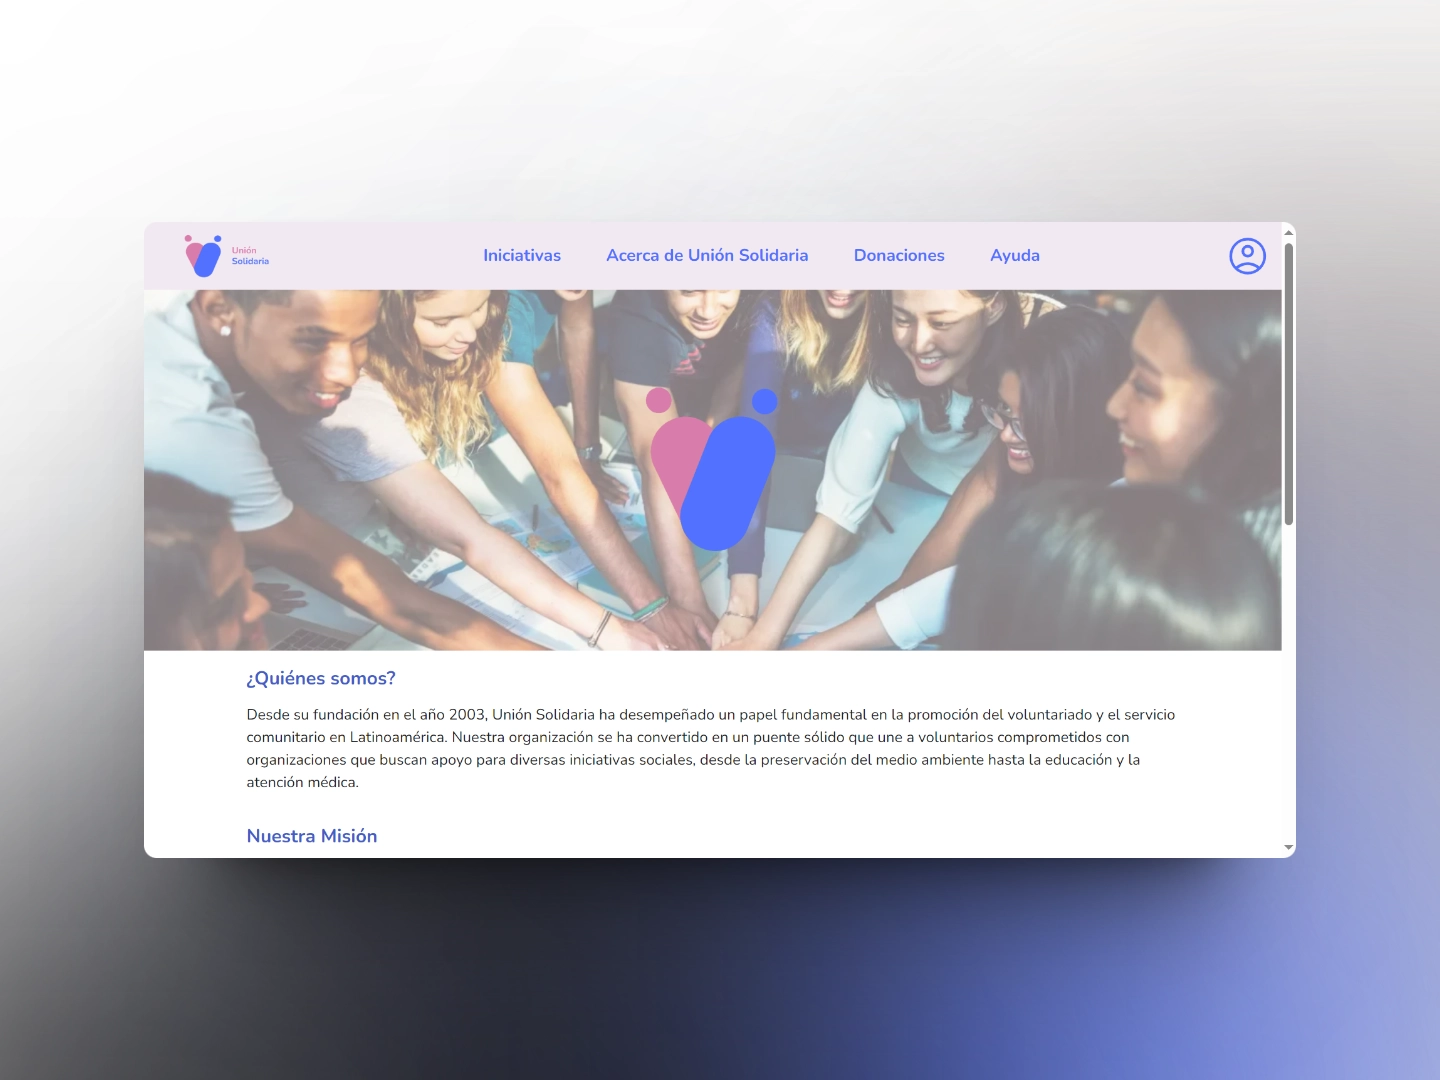 Unión
Solidaria
Iniciativas
Acerca de Unión Solidaria
Donaciones
Ayuda
¿Quiénes somos?
Desde su fundación en el año 2003, Unión Solidaria ha desempeñado un papel fundamental en la promoción del voluntariado y el servicio
comunitario en Latinoamérica. Nuestra organización se ha convertido en un puente sólido que une a voluntarios comprometidos con
organizaciones que buscan apoyo para diversas iniciativas sociales, desde la preservación del medio ambiente hasta la educación y la
atención médica.
Nuestra Misión